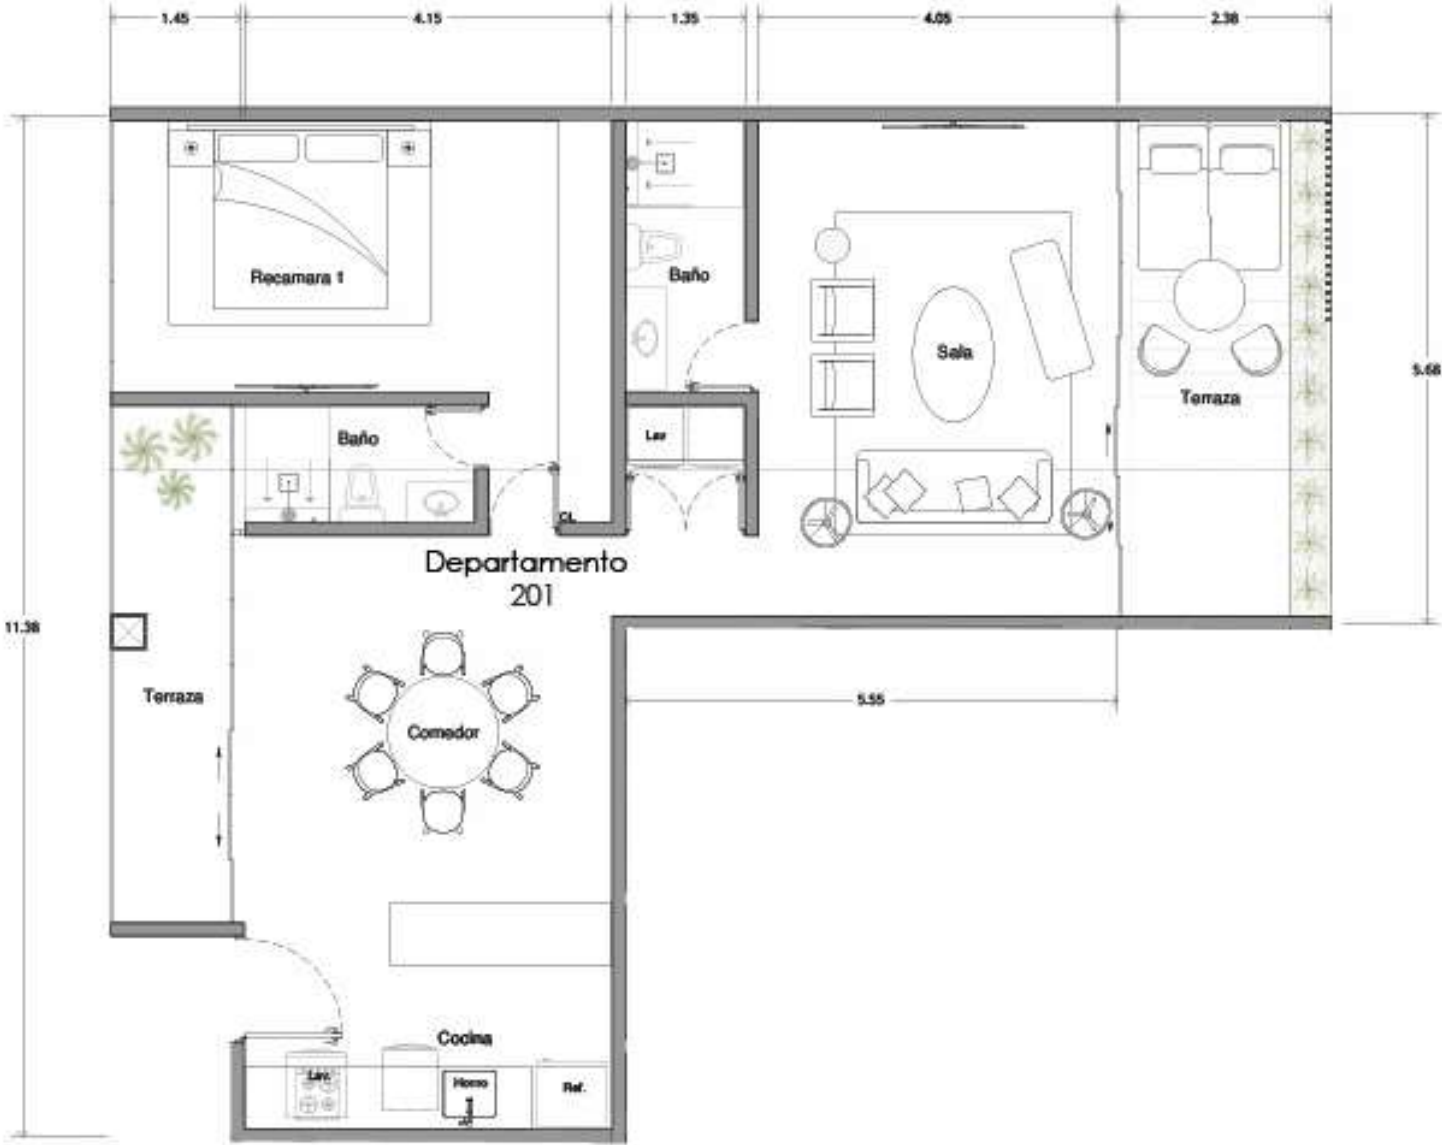 1.45
4.15
1.35
4.05
2.38
Recamara 1
Baño
Sala
Terraza
5.68
Baño
Lav
CL
Departamento
201
11.38
Terraza
5.55
Comedor
Cocina
Lav.
Horno
Ref.